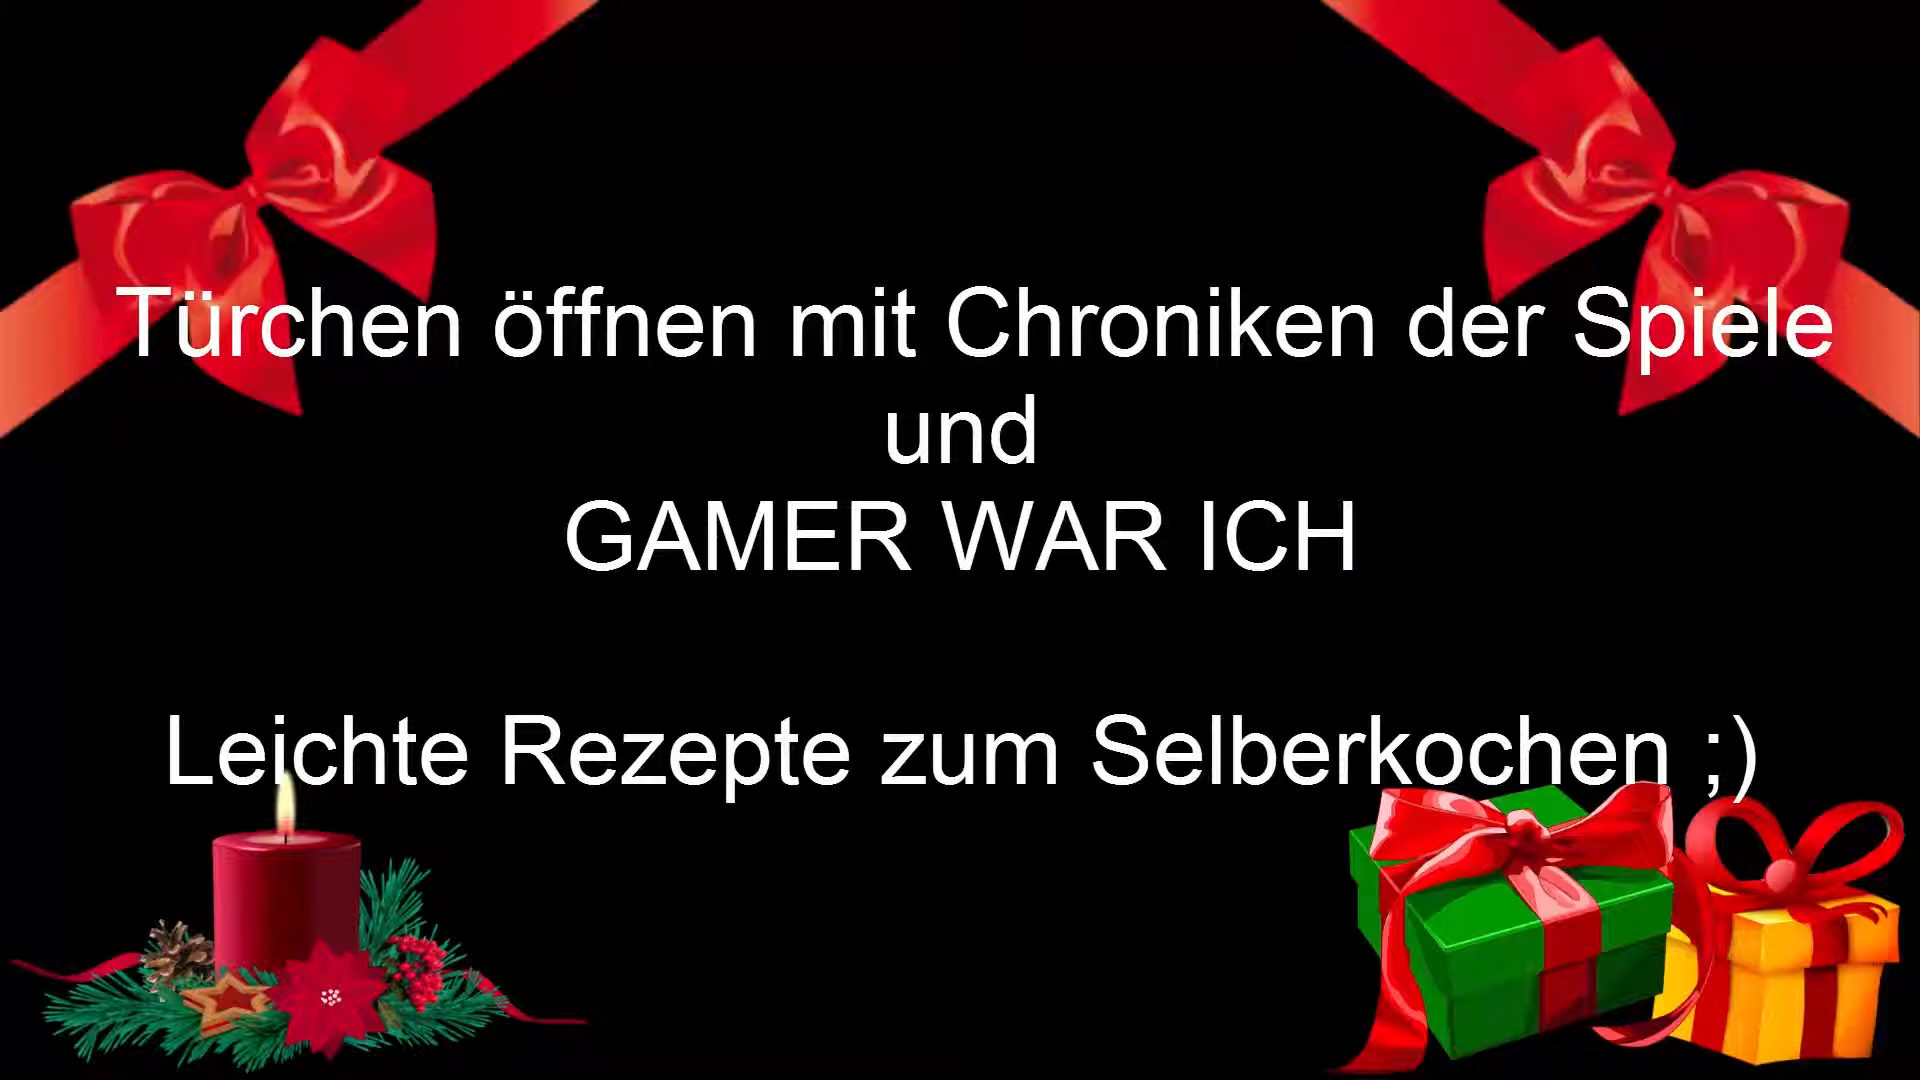 Türchen öffnen mit Chroniken der Spiele
und
GAMER WAR ICH
Leichte Rezepte zum Selberkochen ;)